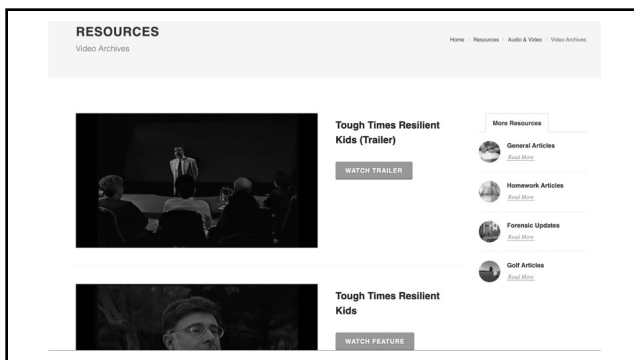 RESOURCES
Video Archives
Home / Resources / Audio & Video / Video Archives
Tough Times Resilient
Kids (Trailer)
WATCH TRAILER
More Resources
General Articles
Read More
Homework Articles
Read More
Forensic Updates
Read More
Golf Articles
Read More
Tough Times Resilient
Kids
WATCH FEATURE